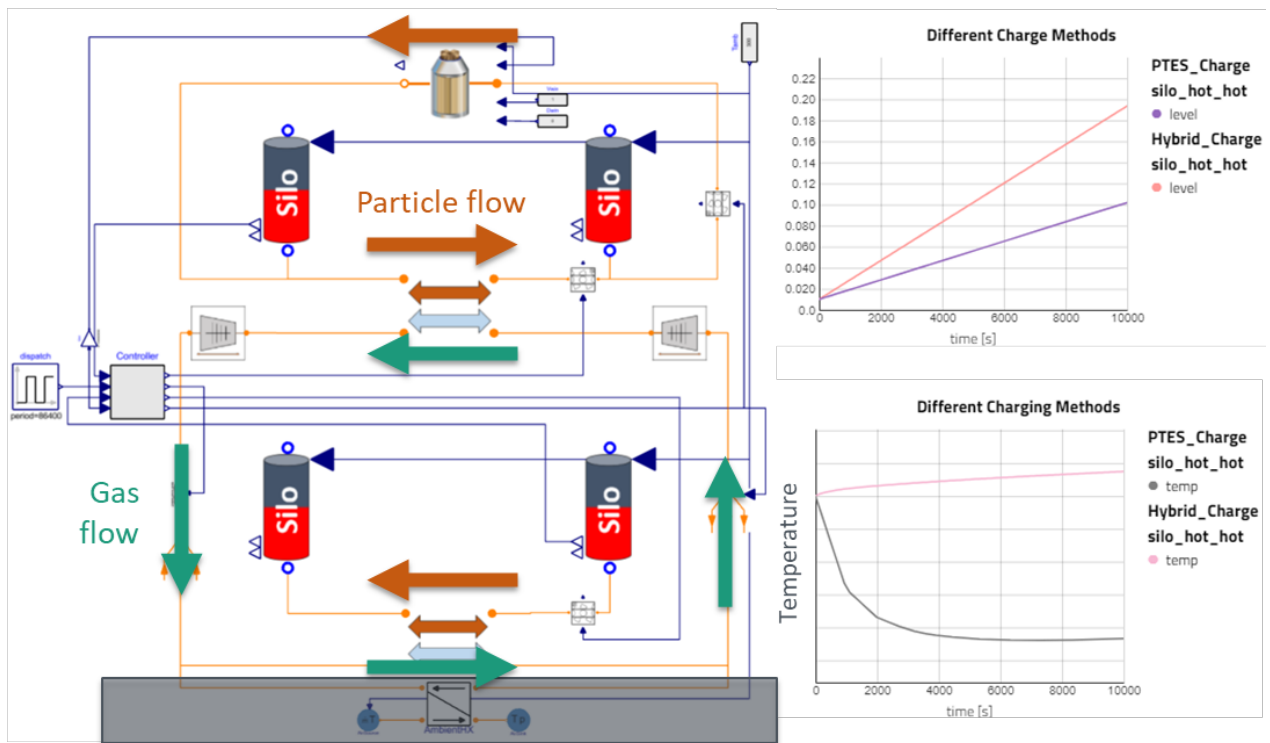 Tamb
Silo
Silo
Particle flow
dispatch
period=86400
Controller
Gas
flow
Silo
Silo
AmbientHX
Different Charge Methods
0.22
0.20
0.18
0.16
0.14
0.12
0.10
0.080
0.060
0.040
0.020
0.0
0 2000 4000 6000 8000 10000
time [s]
PTES_Charge
silo_hot_hot
level
Hybrid_Charge
silo_hot_hot
level
Different Charging Methods
Temperature
0 2000 4000 6000 8000 10000
time [s]
PTES_Charge
silo_hot_hot
temp
Hybrid_Charge
silo_hot_hot
temp